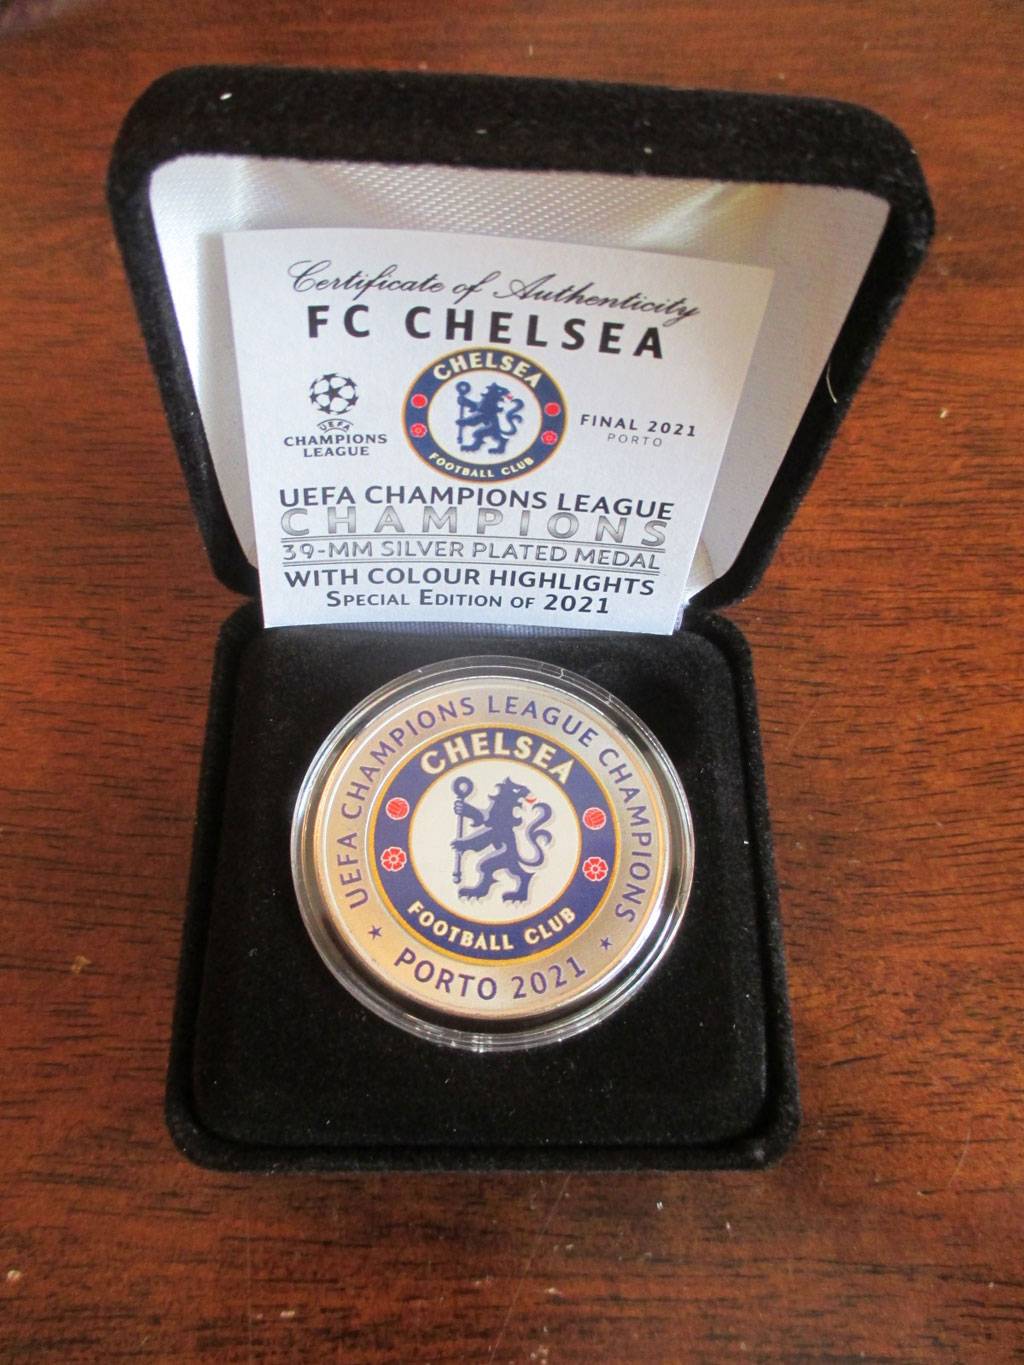 Certificate of Authenticity
FC CHELSEA
CHELSEA
FOOTBALL CLUB
UEFA
CHAMPIONS
LEAGUE
FINAL 2021
PORTO
UEFA CHAMPIONS LEAGUE
CHAMPIONS
39-MM SILVER PLATED MEDAL
WITH COLOUR HIGHLIGHTS
SPECIAL EDITION OF 2021
UEFA CHAMPIONS LEAGUE CHAMPIONS
CHELSEA
FOOTBALL CLUB
★ PORTO 2021 ★